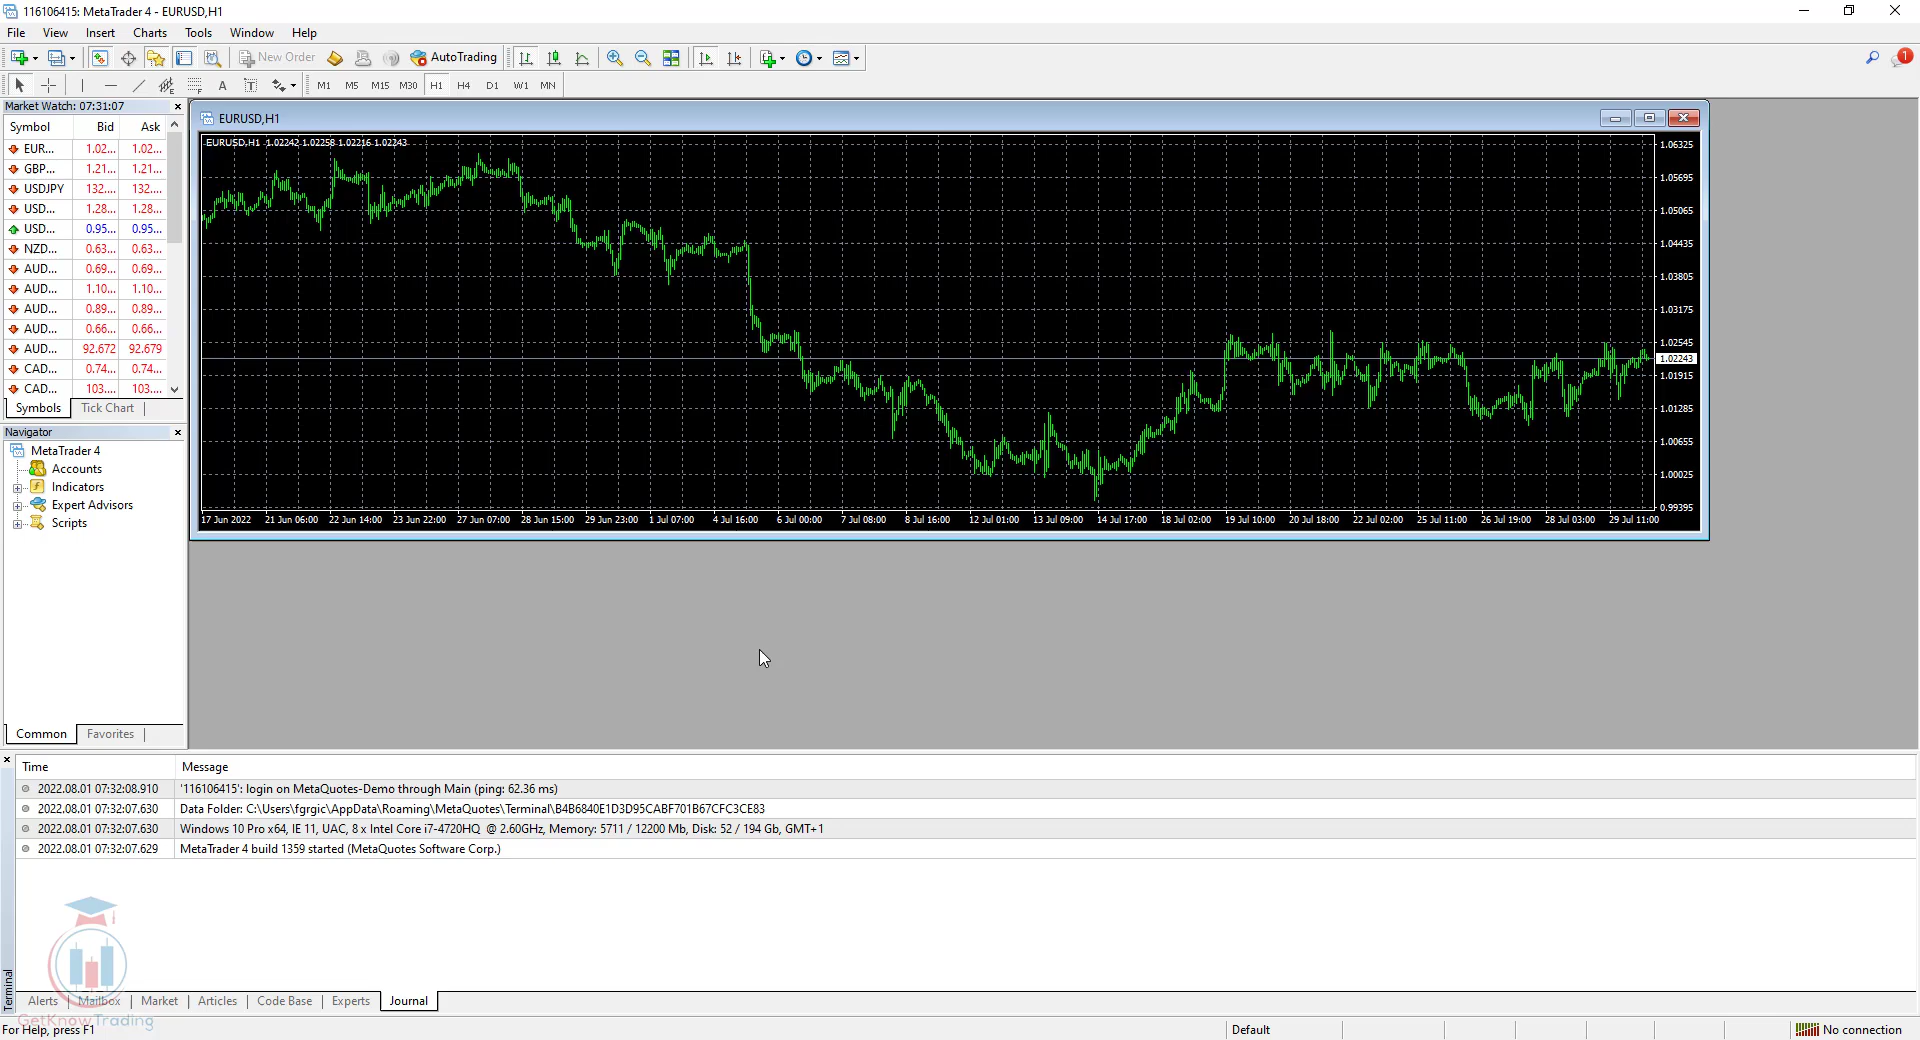 116106415: MetaTrader 4 - EURUSD,H1
File View Insert Charts Tools Window Help
New Order AutoTrading
1
A T M1 M5 M15 M30 H1 H4 D1 W1 MN
Market Watch: 07:31:07
Symbol Bid Ask
EUR... 1.02... 1.02...
GBP... 1.21... 1.21...
USDJPY 132.... 132....
USD... 1.28... 1.28...
USD... 0.95... 0.95...
NZD... 0.63... 0.63...
AUD... 0.69... 0.69...
AUD... 1.10... 1.10...
AUD... 0.89... 0.89...
AUD... 0.66... 0.66...
AUD... 92.672 92.679
CAD... 0.74... 0.74...
CAD... 103.... 103....
Symbols Tick Chart
Navigator
MetaTrader 4
Accounts
Indicators
Expert Advisors
Scripts
Common Favorites
EURUSD,H1
EURUSD,H1 1.02242 1.02258 1.02216 1.02243
1.06325
1.05695
1.05065
1.04435
1.03805
1.03175
1.02545
1.02243
1.01915
1.01285
1.00655
1.00025
0.99395
17 Jun 2022 21 Jun 06:00 22 Jun 14:00 23 Jun 22:00 27 Jun 07:00 28 Jun 15:00 29 Jun 23:00 1 Jul 07:00 4 Jul 16:00 6 Jul 00:00 7 Jul 08:00 8 Jul 16:00 12 Jul 01:00 13 Jul 09:00 14 Jul 17:00 18 Jul 02:00 19 Jul 10:00 20 Jul 18:00 22 Jul 02:00 25 Jul 11:00 26 Jul 19:00 28 Jul 03:00 29 Jul 11:00
Time Message
2022.08.01 07:32:08.910 '116106415': login on MetaQuotes-Demo through Main (ping: 62.36 ms)
2022.08.01 07:32:07.630 Data Folder: C:\Users\fgrgic\AppData\Roaming\MetaQuotes\Terminal\B4B6840E1D3D95CABF701B67CFC3CE83
2022.08.01 07:32:07.630 Windows 10 Pro x64, IE 11, UAC, 8 x Intel Core i7-4720HQ @ 2.60GHz, Memory: 5711 / 12200 Mb, Disk: 52 / 194 Gb, GMT+1
2022.08.01 07:32:07.629 MetaTrader 4 build 1359 started (MetaQuotes Software Corp.)
Terminal
Alerts Mailbox Market Articles Code Base Experts Journal
GetKnowTrading
For Help, press F1 Default No connection